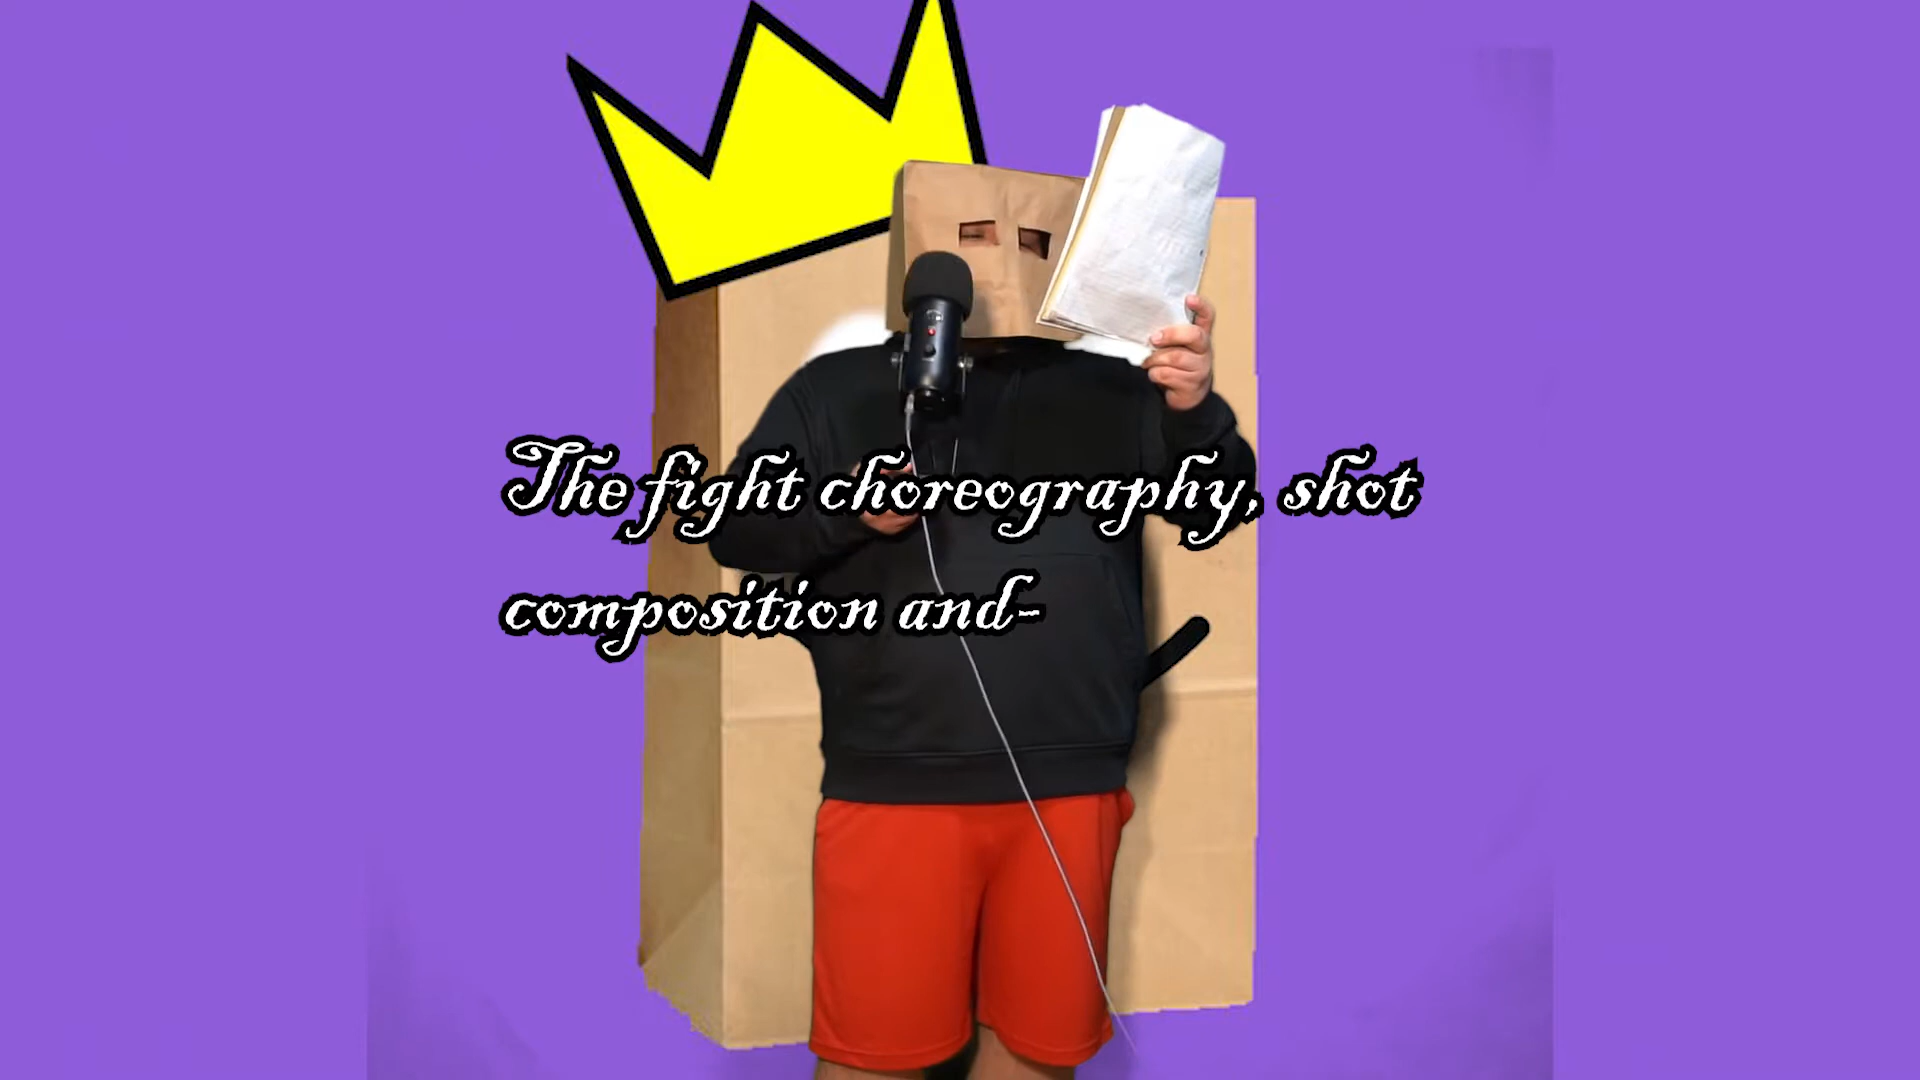 The fight choreography, shot
composition and-